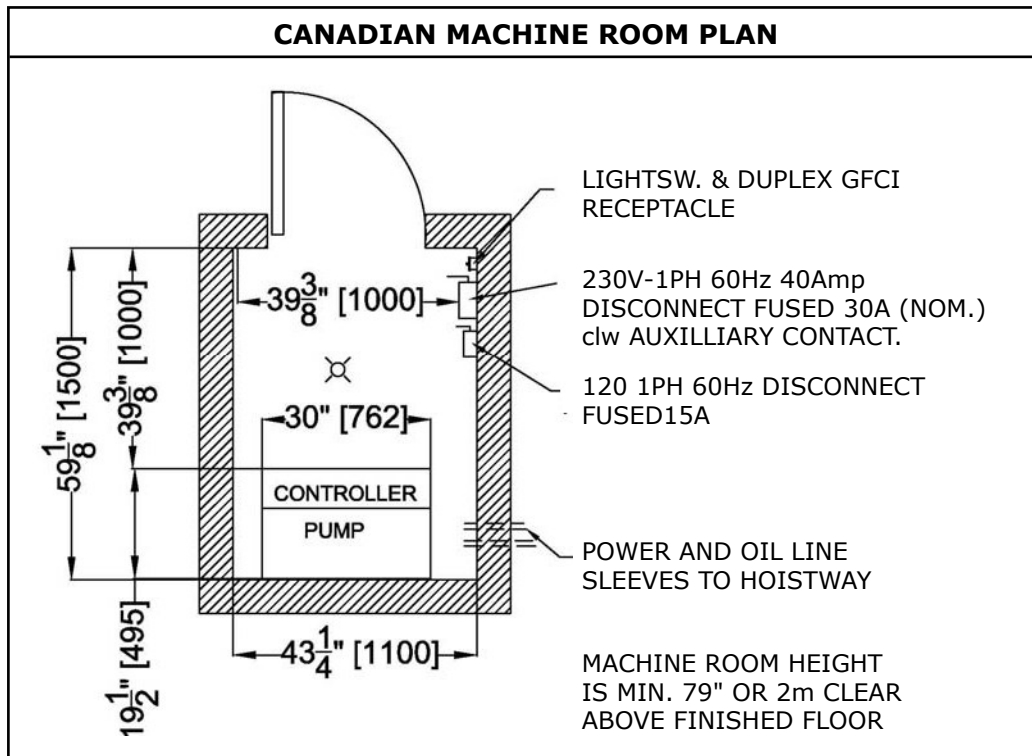 CANADIAN MACHINE ROOM PLAN
LIGHTSW. & DUPLEX GFCI
RECEPTACLE
230V-1PH 60Hz 40Amp
DISCONNECT FUSED 30A (NOM.)
clw AUXILLIARY CONTACT.
120 1PH 60Hz DISCONNECT
FUSED15A
POWER AND OIL LINE
SLEEVES TO HOISTWAY
MACHINE ROOM HEIGHT
IS MIN. 79" OR 2m CLEAR
ABOVE FINISHED FLOOR
59 1/8" [1500]
39 3/8" [1000]
19 1/2" [495]
39 3/8" [1000]
30" [762]
CONTROLLER
PUMP
43 1/4" [1100]